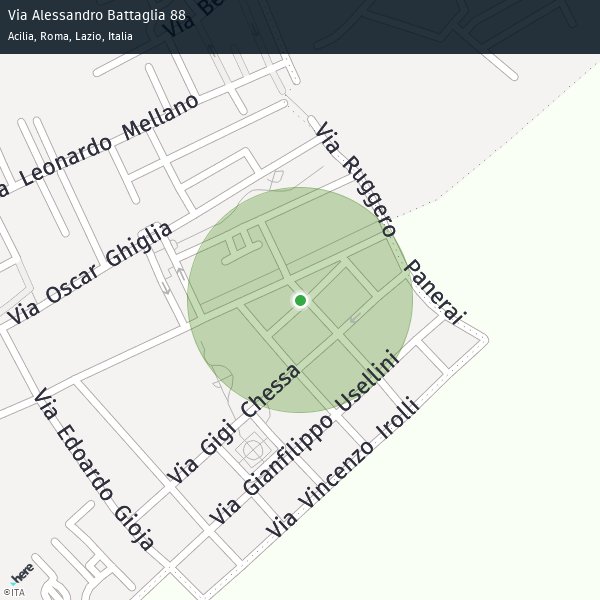 Via Alessandro Battaglia 88
Acilia, Roma, Lazio, Italia
Via
Leonardo Mellano
Via Ruggero Panerai
Via Oscar Ghiglia
Via Gigi Chessa
Via Gianfilippo Usellini
Via Vincenzo Irolli
Via Edoardo Gioja
here
©ITA